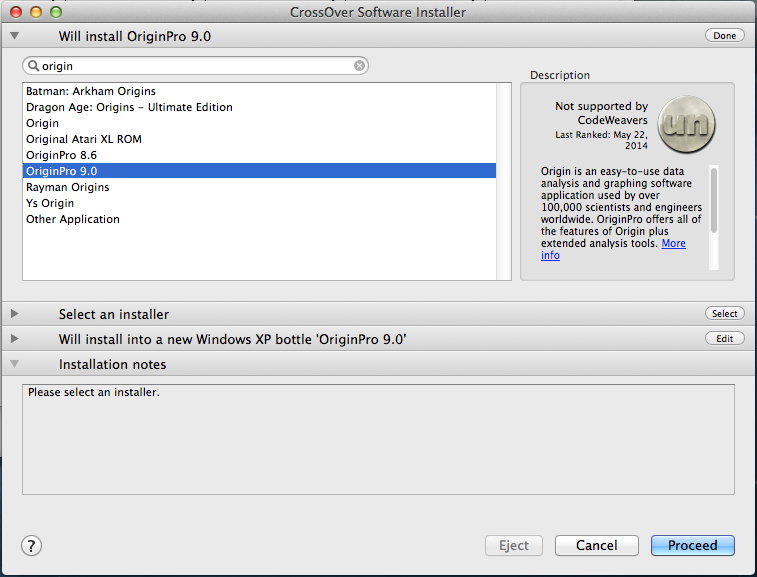 CrossOver Software Installer
Will install OriginPro 9.0
Done
origin
Batman: Arkham Origins
Dragon Age: Origins - Ultimate Edition
Origin
Original Atari XL ROM
OriginPro 8.6
OriginPro 9.0
Rayman Origins
Ys Origin
Other Application
Description
Not supported by
CodeWeavers
Last Ranked: May 22,
2014
un
Origin is an easy-to-use data
analysis and graphing software
application used by over
100,000 scientists and engineers
worldwide. OriginPro offers all of
the features of Origin plus
extended analysis tools. More
info
Select an installer
Select
Will install into a new Windows XP bottle 'OriginPro 9.0'
Edit
Installation notes
Please select an installer.
?
Eject
Cancel
Proceed